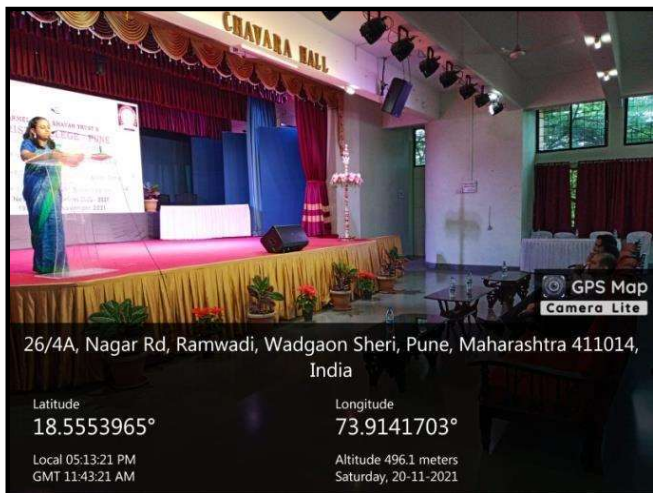 CHAVARA HALL
COLLEGE - PUNE
GPS Map
Camera Lite
26/4A, Nagar Rd, Ramwadi, Wadgaon Sheri, Pune, Maharashtra 411014,
India
Latitude
18.5553965°
Longitude
73.9141703°
Local 05:13:21 PM
GMT 11:43:21 AM
Altitude 496.1 meters
Saturday, 20-11-2021